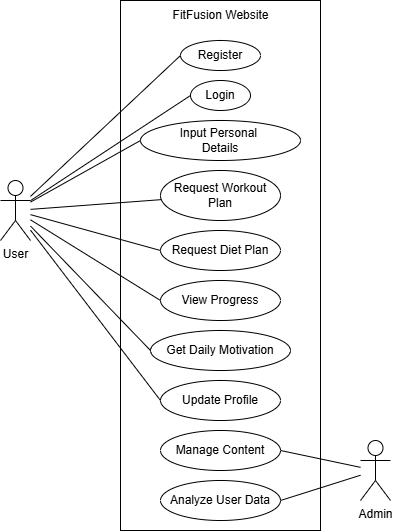 FitFusion Website
Register
Login
Input Personal
Details
Request Workout
Plan
User
Request Diet Plan
View Progress
Get Daily Motivation
Update Profile
Manage Content
Analyze User Data
Admin